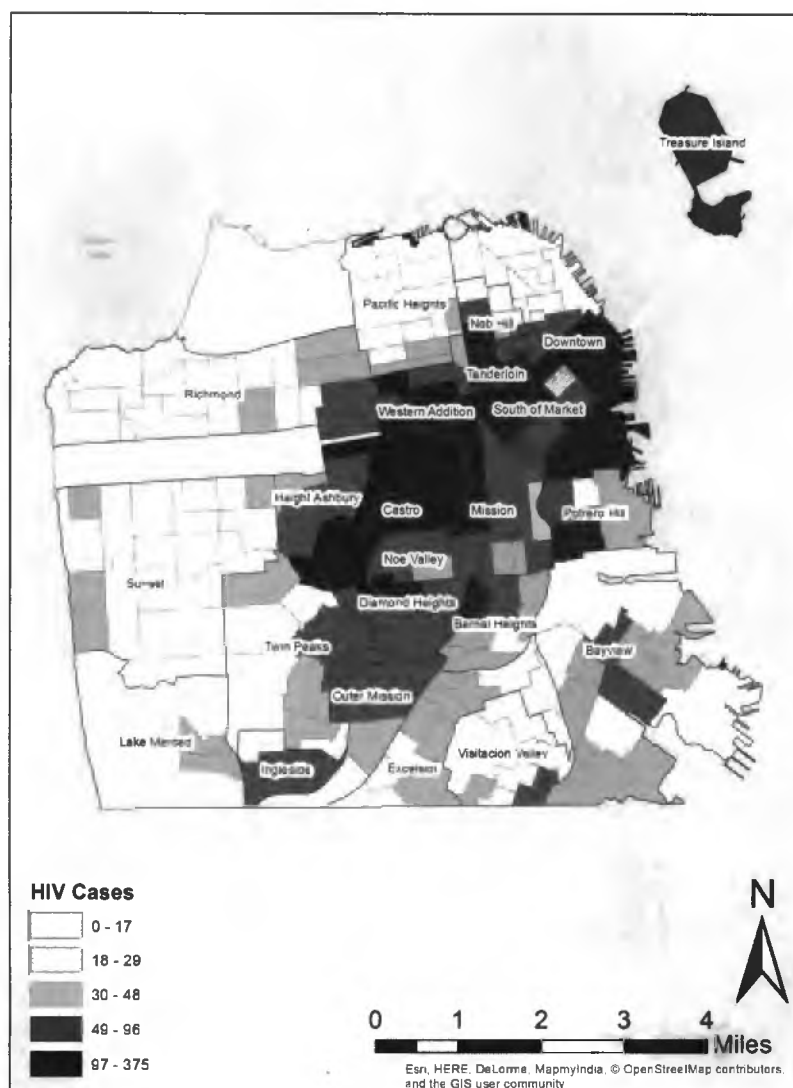 Treasure Island
Pacific Heights
Nob Hill
Downtown
Tenderloin
Richmond
Western Addition
South of Market
Haight Ashbury
Castro
Mission
Potrero Hill
Noe Valley
Sunset
Diamond Heights
Bernal Heights
Twin Peaks
Bayview
Outer Mission
Lake Merced
Visitacion Valley
Ingleside
Excelsior
HIV Cases
0 - 17
18 - 29
30 - 48
49 - 96
97 - 375
N
0 1 2 3 4
Miles
Esri, HERE, DeLorme, MapmyIndia, © OpenStreetMap contributors,
and the GIS user community